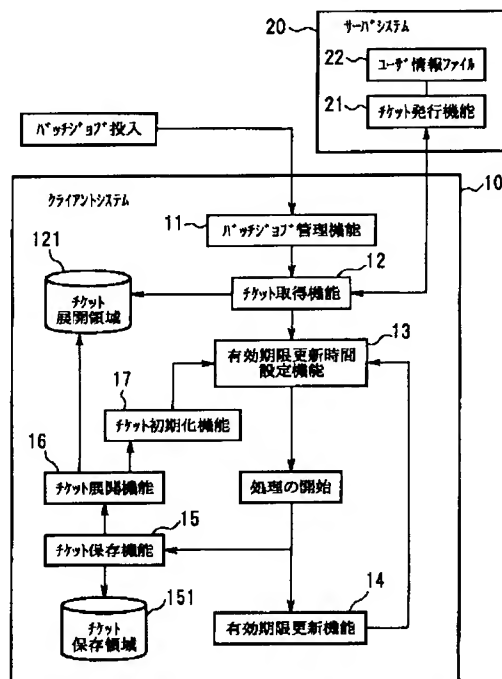 20
サーバシステム
22
ユーザ情報ファイル
21
チケット発行機能
バッチジョブ投入
10
クライアントシステム
11
バッチジョブ管理機能
121
12
チケット
展開領域
チケット取得機能
13
有効期限更新時間
設定機能
17
チケット初期化機能
16
チケット展開機能
処理の開始
15
チケット保存機能
14
151
有効期限更新機能
チケット
保存領域